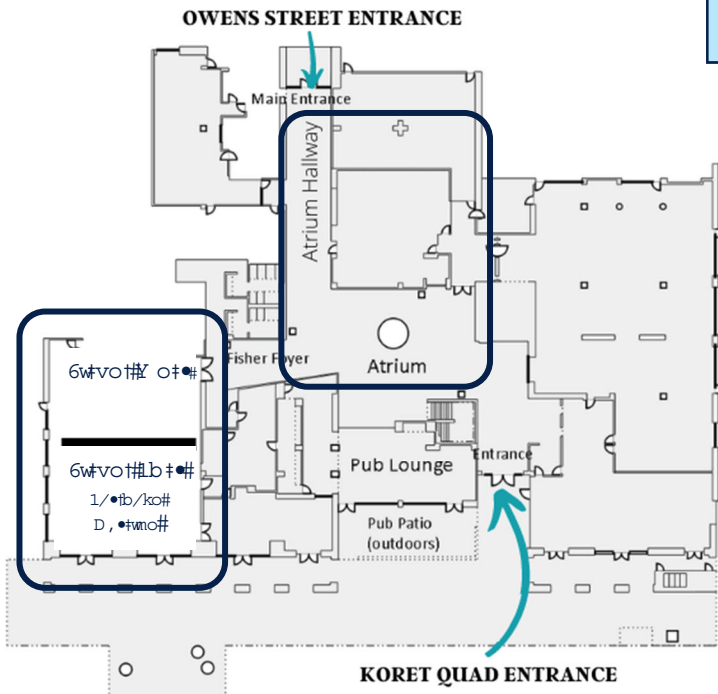 OWENS STREET ENTRANCE
Main Entrance
Atrium Hallway
Fisher Foyer
Atrium
Pub Lounge
Entrance
Pub Patio
(outdoors)
KORET QUAD ENTRANCE